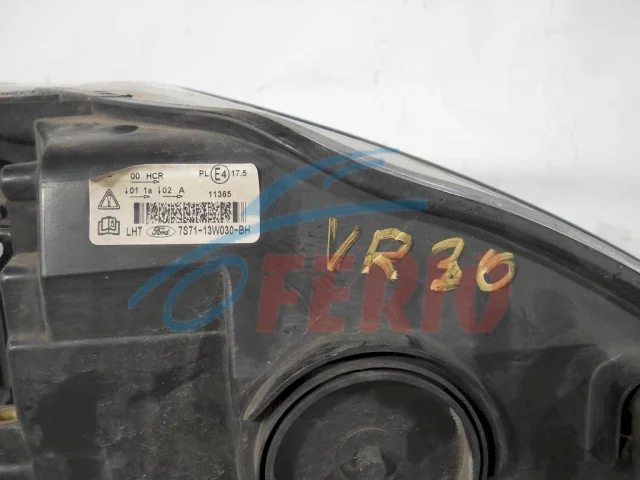 00 HCR
PL E4 17.5
01 1a 02 A
11365
LHT Ford 7S71-13W030-BH
VR30
FERIO